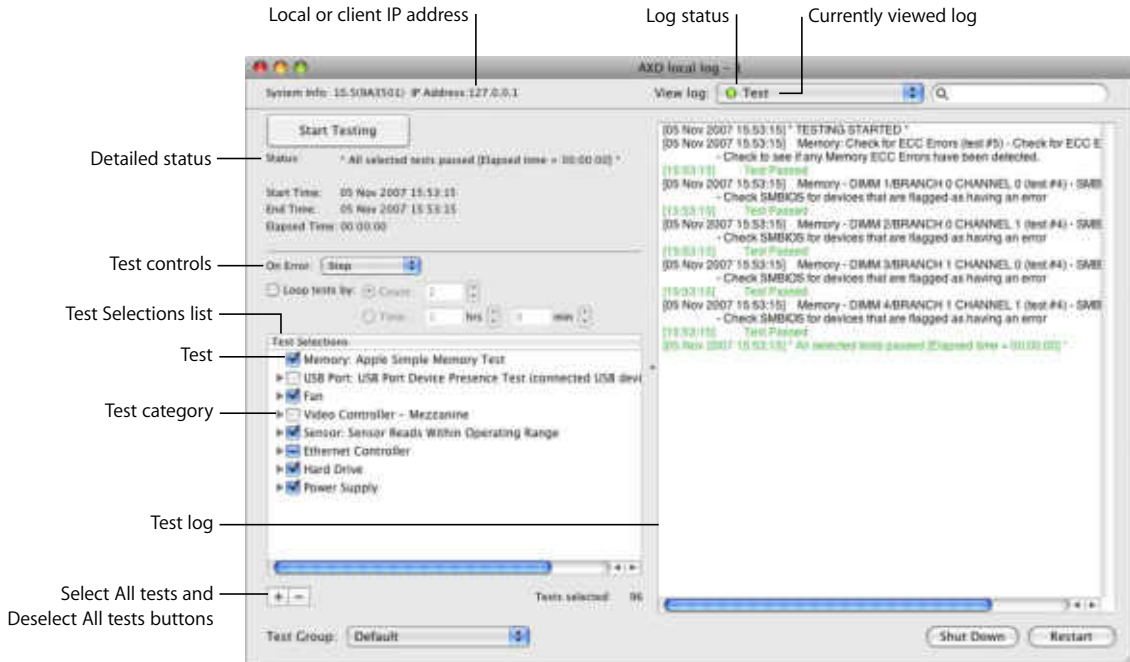 Local or client IP address
Log status
Currently viewed log
AXD local log – 1
System Info: 10.5(9A3501) IP Address:127.0.0.1
View log: Test
Start Testing
Detailed status
Status: * All selected tests passed [Elapsed time = 00:00:00] *
Start Time: 05 Nov 2007 15:53:15
End Time: 05 Nov 2007 15:53:15
Elapsed Time: 00:00:00
Test controls
On Error: Stop
Loop tests by: Count: 2
Time: hrs min
Test Selections list
Test Selections
Test
Memory: Apple Simple Memory Test
USB Port: USB Port Device Presence Test (connected USB devi
Fan
Test category
Video Controller – Mezzanine
Sensor: Sensor Reads Within Operating Range
Ethernet Controller
Hard Drive
Power Supply
Test log
Select All tests and
Deselect All tests buttons
+ −
Tests selected: 96
Test Group: Default
[05 Nov 2007 15:53:15] * TESTING STARTED *
[05 Nov 2007 15:53:15] Memory: Check for ECC Errors (test #5) - Check for ECC E
- Check to see if any Memory ECC Errors have been detected.
[15:53:15] Test Passed
[05 Nov 2007 15:53:15] Memory - DIMM 1/BRANCH 0 CHANNEL 0 (test #4) - SMB
- Check SMBIOS for devices that are flagged as having an error
[15:53:15] Test Passed
[05 Nov 2007 15:53:15] Memory - DIMM 2/BRANCH 0 CHANNEL 1 (test #4) - SMB
- Check SMBIOS for devices that are flagged as having an error
[15:53:15] Test Passed
[05 Nov 2007 15:53:15] Memory - DIMM 3/BRANCH 1 CHANNEL 0 (test #4) - SMB
- Check SMBIOS for devices that are flagged as having an error
[15:53:15] Test Passed
[05 Nov 2007 15:53:15] Memory - DIMM 4/BRANCH 1 CHANNEL 1 (test #4) - SMB
- Check SMBIOS for devices that are flagged as having an error
[15:53:15] Test Passed
[05 Nov 2007 15:53:15] * All selected tests passed [Elapsed time = 00:00:00] *
Shut Down
Restart